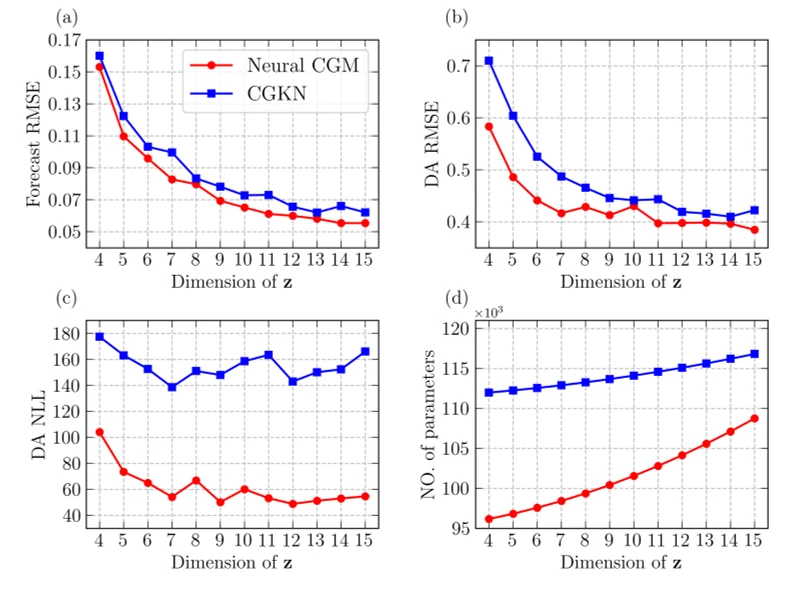 (a)
0.17
0.15
0.13
0.11
0.09
0.07
0.05
Forecast RMSE
Neural CGM
CGKN
4 5 6 7 8 9 10 11 12 13 14 15
Dimension of z
(b)
0.7
0.6
0.5
0.4
DA RMSE
4 5 6 7 8 9 10 11 12 13 14 15
Dimension of z
(c)
180
160
140
120
100
80
60
40
DA NLL
4 5 6 7 8 9 10 11 12 13 14 15
Dimension of z
(d)
×10³
120
115
110
105
100
95
NO. of parameters
4 5 6 7 8 9 10 11 12 13 14 15
Dimension of z